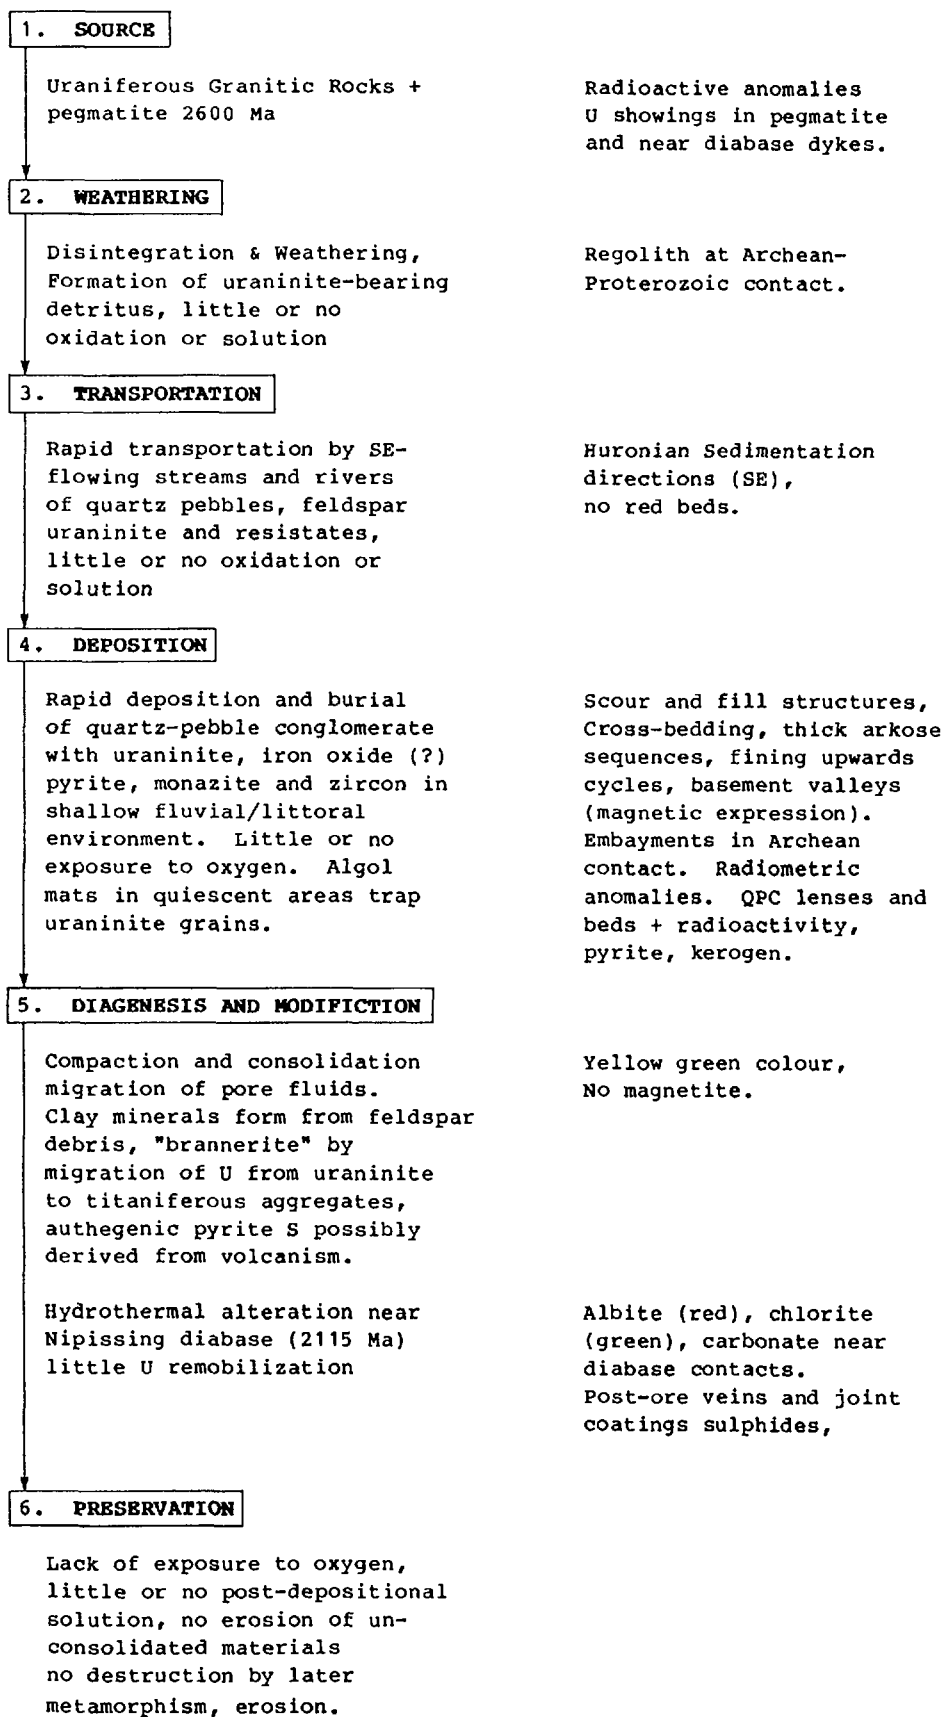 1. SOURCE
Uraniferous Granitic Rocks +
pegmatite 2600 Ma
Radioactive anomalies
U showings in pegmatite
and near diabase dykes.
2. WEATHERING
Disintegration & Weathering,
Formation of uraninite-bearing
detritus, little or no
oxidation or solution
Regolith at Archean-
Proterozoic contact.
3. TRANSPORTATION
Rapid transportation by SE-
flowing streams and rivers
of quartz pebbles, feldspar
uraninite and resistates,
little or no oxidation or
solution
Huronian Sedimentation
directions (SE),
no red beds.
4. DEPOSITION
Rapid deposition and burial
of quartz-pebble conglomerate
with uraninite, iron oxide (?)
pyrite, monazite and zircon in
shallow fluvial/littoral
environment. Little or no
exposure to oxygen. Algol
mats in quiescent areas trap
uraninite grains.
Scour and fill structures,
Cross-bedding, thick arkose
sequences, fining upwards
cycles, basement valleys
(magnetic expression).
Embayments in Archean
contact. Radiometric
anomalies. QPC lenses and
beds + radioactivity,
pyrite, kerogen.
5. DIAGENESIS AND MODIFICTION
Compaction and consolidation
migration of pore fluids.
Clay minerals form from feldspar
debris, "brannerite" by
migration of U from uraninite
to titaniferous aggregates,
authegenic pyrite S possibly
derived from volcanism.
Yellow green colour,
No magnetite.
Hydrothermal alteration near
Nipissing diabase (2115 Ma)
little U remobilization
Albite (red), chlorite
(green), carbonate near
diabase contacts.
Post-ore veins and joint
coatings sulphides,
6. PRESERVATION
Lack of exposure to oxygen,
little or no post-depositional
solution, no erosion of un-
consolidated materials
no destruction by later
metamorphism, erosion.